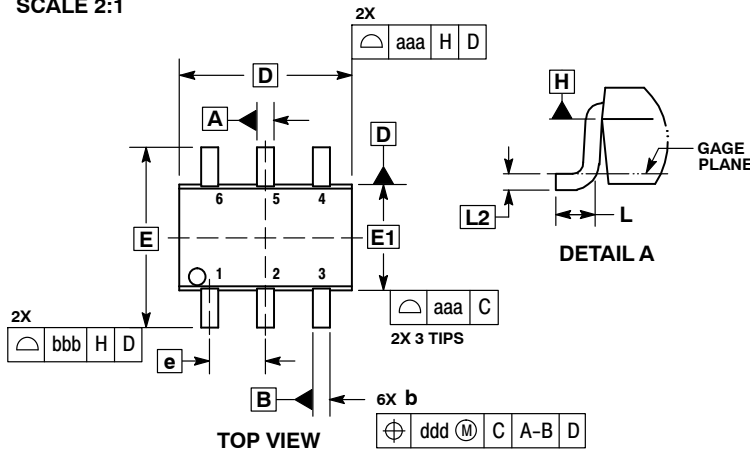 SCALE 2:1
2X
⌓ aaa H D
D
A
D
6 5 4
E
E1
1 2 3
⌓ aaa C
2X 3 TIPS
2X
⌓ bbb H D
e
B
6X b
⌖ ddd Ⓜ C A-B D
TOP VIEW
H
GAGE
PLANE
L2
L
DETAIL A